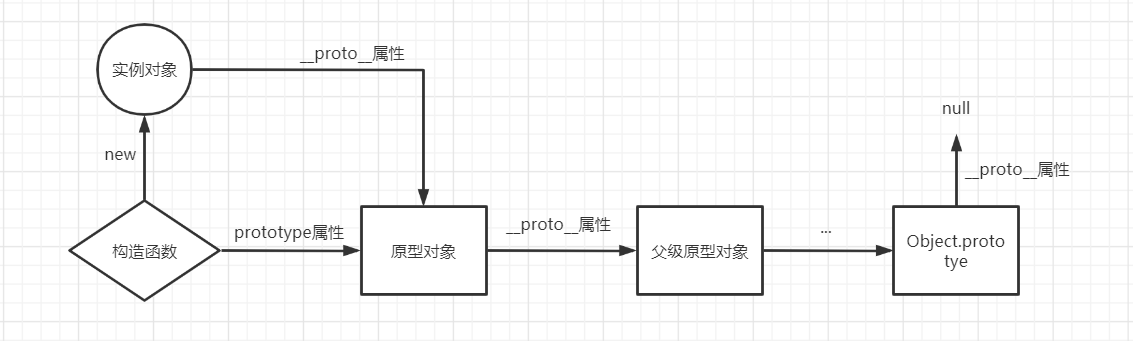 实例对象
__proto__属性
new
构造函数
prototype属性
原型对象
__proto__属性
父级原型对象
...
Object.proto
tye
__proto__属性
null